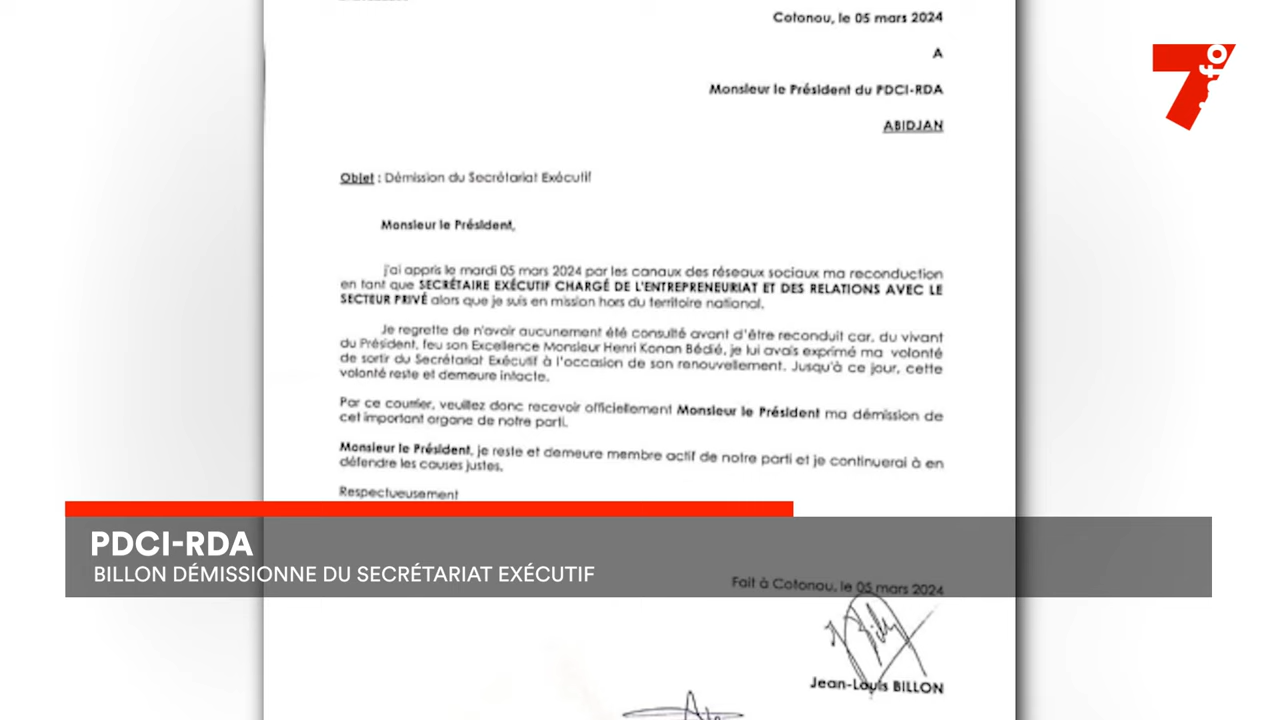 Cotonou, le 05 mars 2024
A
Monsieur le Président du PDCI-RDA
ABIDJAN
Objet : Démission du Secrétariat Exécutif
Monsieur le Président,
j'ai appris le mardi 05 mars 2024 par les canaux des réseaux sociaux ma reconduction
en tant que SECRÉTAIRE EXÉCUTIF CHARGÉ DE L'ENTREPRENEURIAT ET DES RELATIONS AVEC LE
SECTEUR PRIVÉ alors que je suis en mission hors du territoire national.
Je regrette de n'avoir aucunement été consulté avant d'être reconduit car, du vivant
du Président, feu son Excellence Monsieur Henri Konan Bédié, je lui avais exprimé ma volonté
de sortir du Secrétariat Exécutif à l'occasion de son renouvellement. Jusqu'à ce jour, cette
volonté reste et demeure intacte.
Par ce courrier, veuillez donc recevoir officiellement Monsieur le Président ma démission de
cet important organe de notre parti.
Monsieur le Président, je reste et demeure membre actif de notre parti et je continuerai à en
défendre les causes justes.
Respectueusement
Fait à Cotonou, le 05 mars 2024
Jean-Louis BILLON
PDCI-RDA
BILLON DÉMISSIONNE DU SECRÉTARIAT EXÉCUTIF
7info